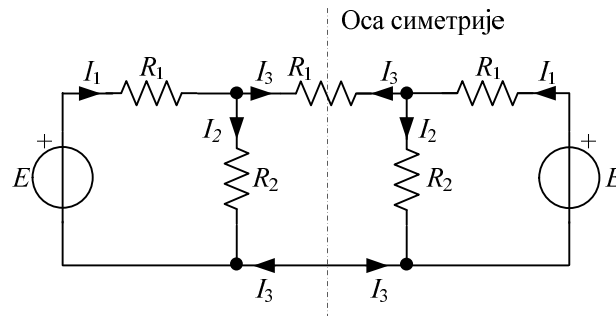 Оса симетрије
I1 R1 I3 R1 I3 R1 I1
I2 I2
+ +
E R2 R2 E
I3 I3